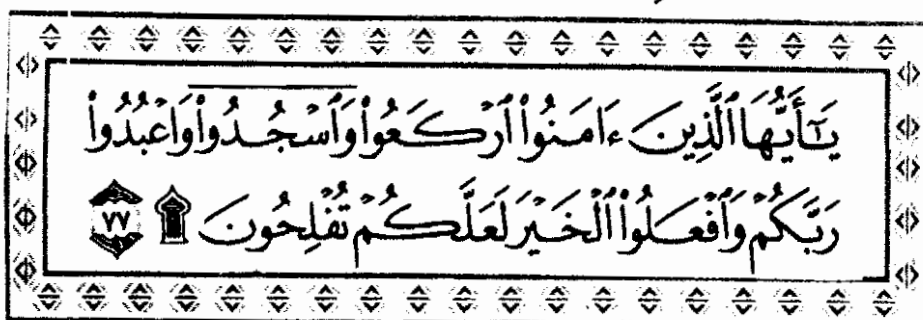 يَـٰٓأَيُّهَا ٱلَّذِينَ ءَامَنُوا۟ ٱرْكَعُوا۟ وَٱسْجُدُوا۟ وَٱعْبُدُوا۟
رَبَّكُمْ وَٱفْعَلُوا۟ ٱلْخَيْرَ لَعَلَّكُمْ تُفْلِحُونَ ۩ ٧٧